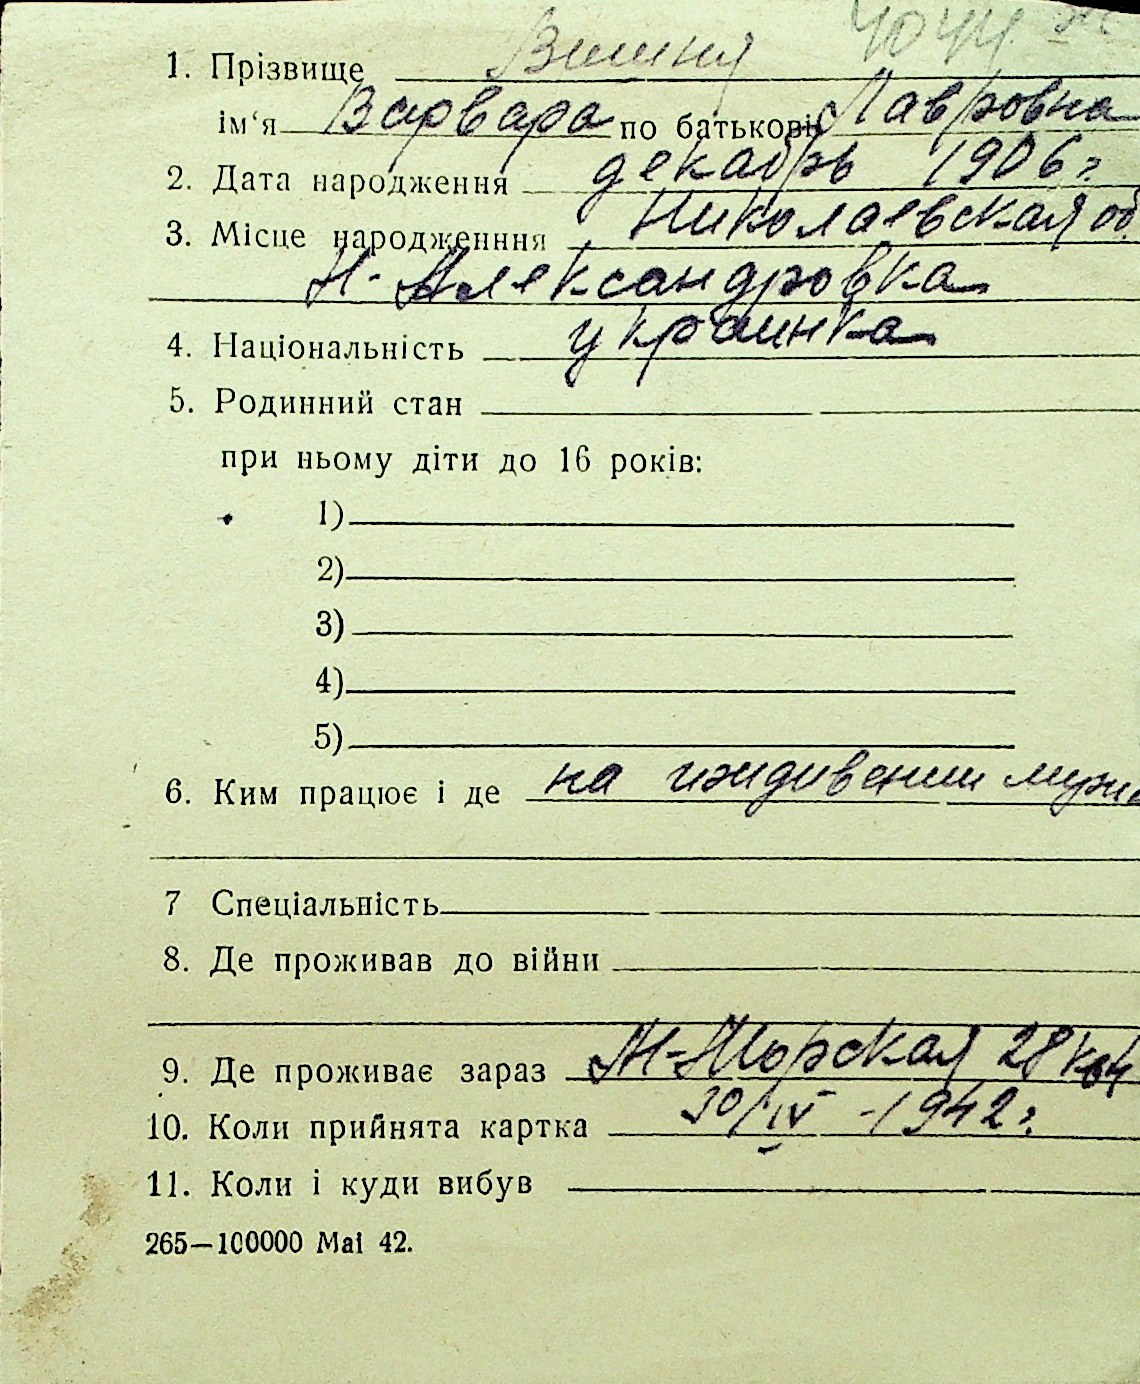 4044
1. Прізвище
ім‘я Варвара по батькові Лавровна
2. Дата народження декабрь 1906 г.
3. Місце народженння Николаевская об.
Н-Александровка
4. Національність украинка
5. Родинний стан
при ньому діти до 16 років:
1)
2)
3)
4)
5)
6. Ким працює і де на иждивении мужа
7 Спеціальність
8. Де проживав до війни
9. Де проживає зараз М-Морская 28 кв 4
10. Коли прийнята картка 30/IV - 1942 г.
11. Коли і куди вибув
265—100000 Mai 42.